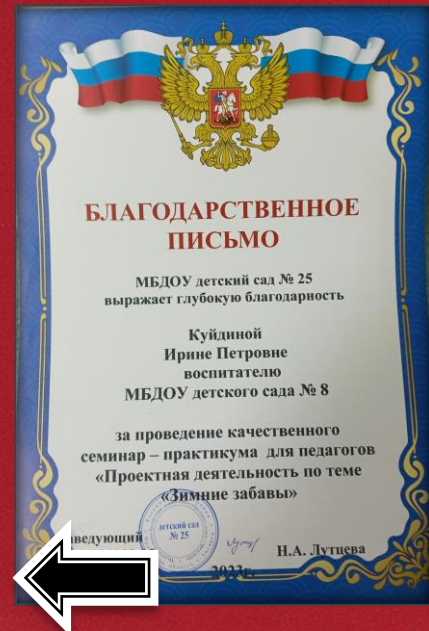 БЛАГОДАРСТВЕННОЕ
ПИСЬМО
МБДОУ детский сад № 25
выражает глубокую благодарность
Куйдиной
Ирине Петровне
воспитателю
МБДОУ детского сада № 8
за проведение качественного
семинар – практикума для педагогов
«Проектная деятельность по теме
«Зимние забавы»
детский сад
№ 25
Н.А. Лутцева